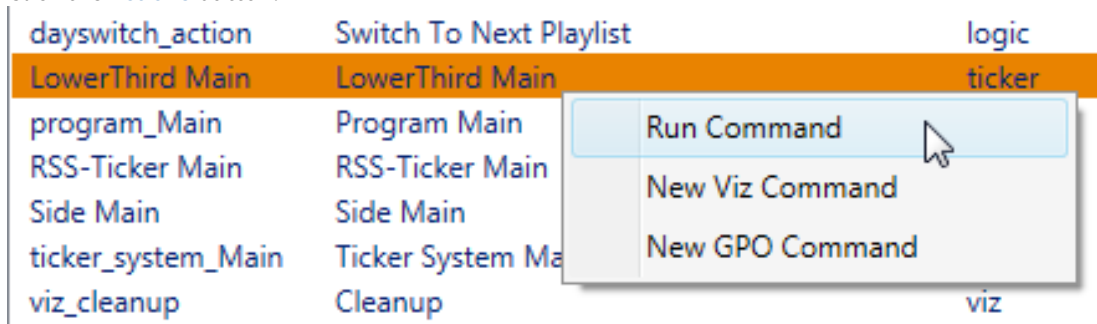 dayswitch_action Switch To Next Playlist logic
LowerThird Main LowerThird Main ticker
program_Main Program Main Run Command
RSS-Ticker Main RSS-Ticker Main New Viz Command
Side Main Side Main
ticker_system_Main Ticker System Ma New GPO Command
viz_cleanup Cleanup viz